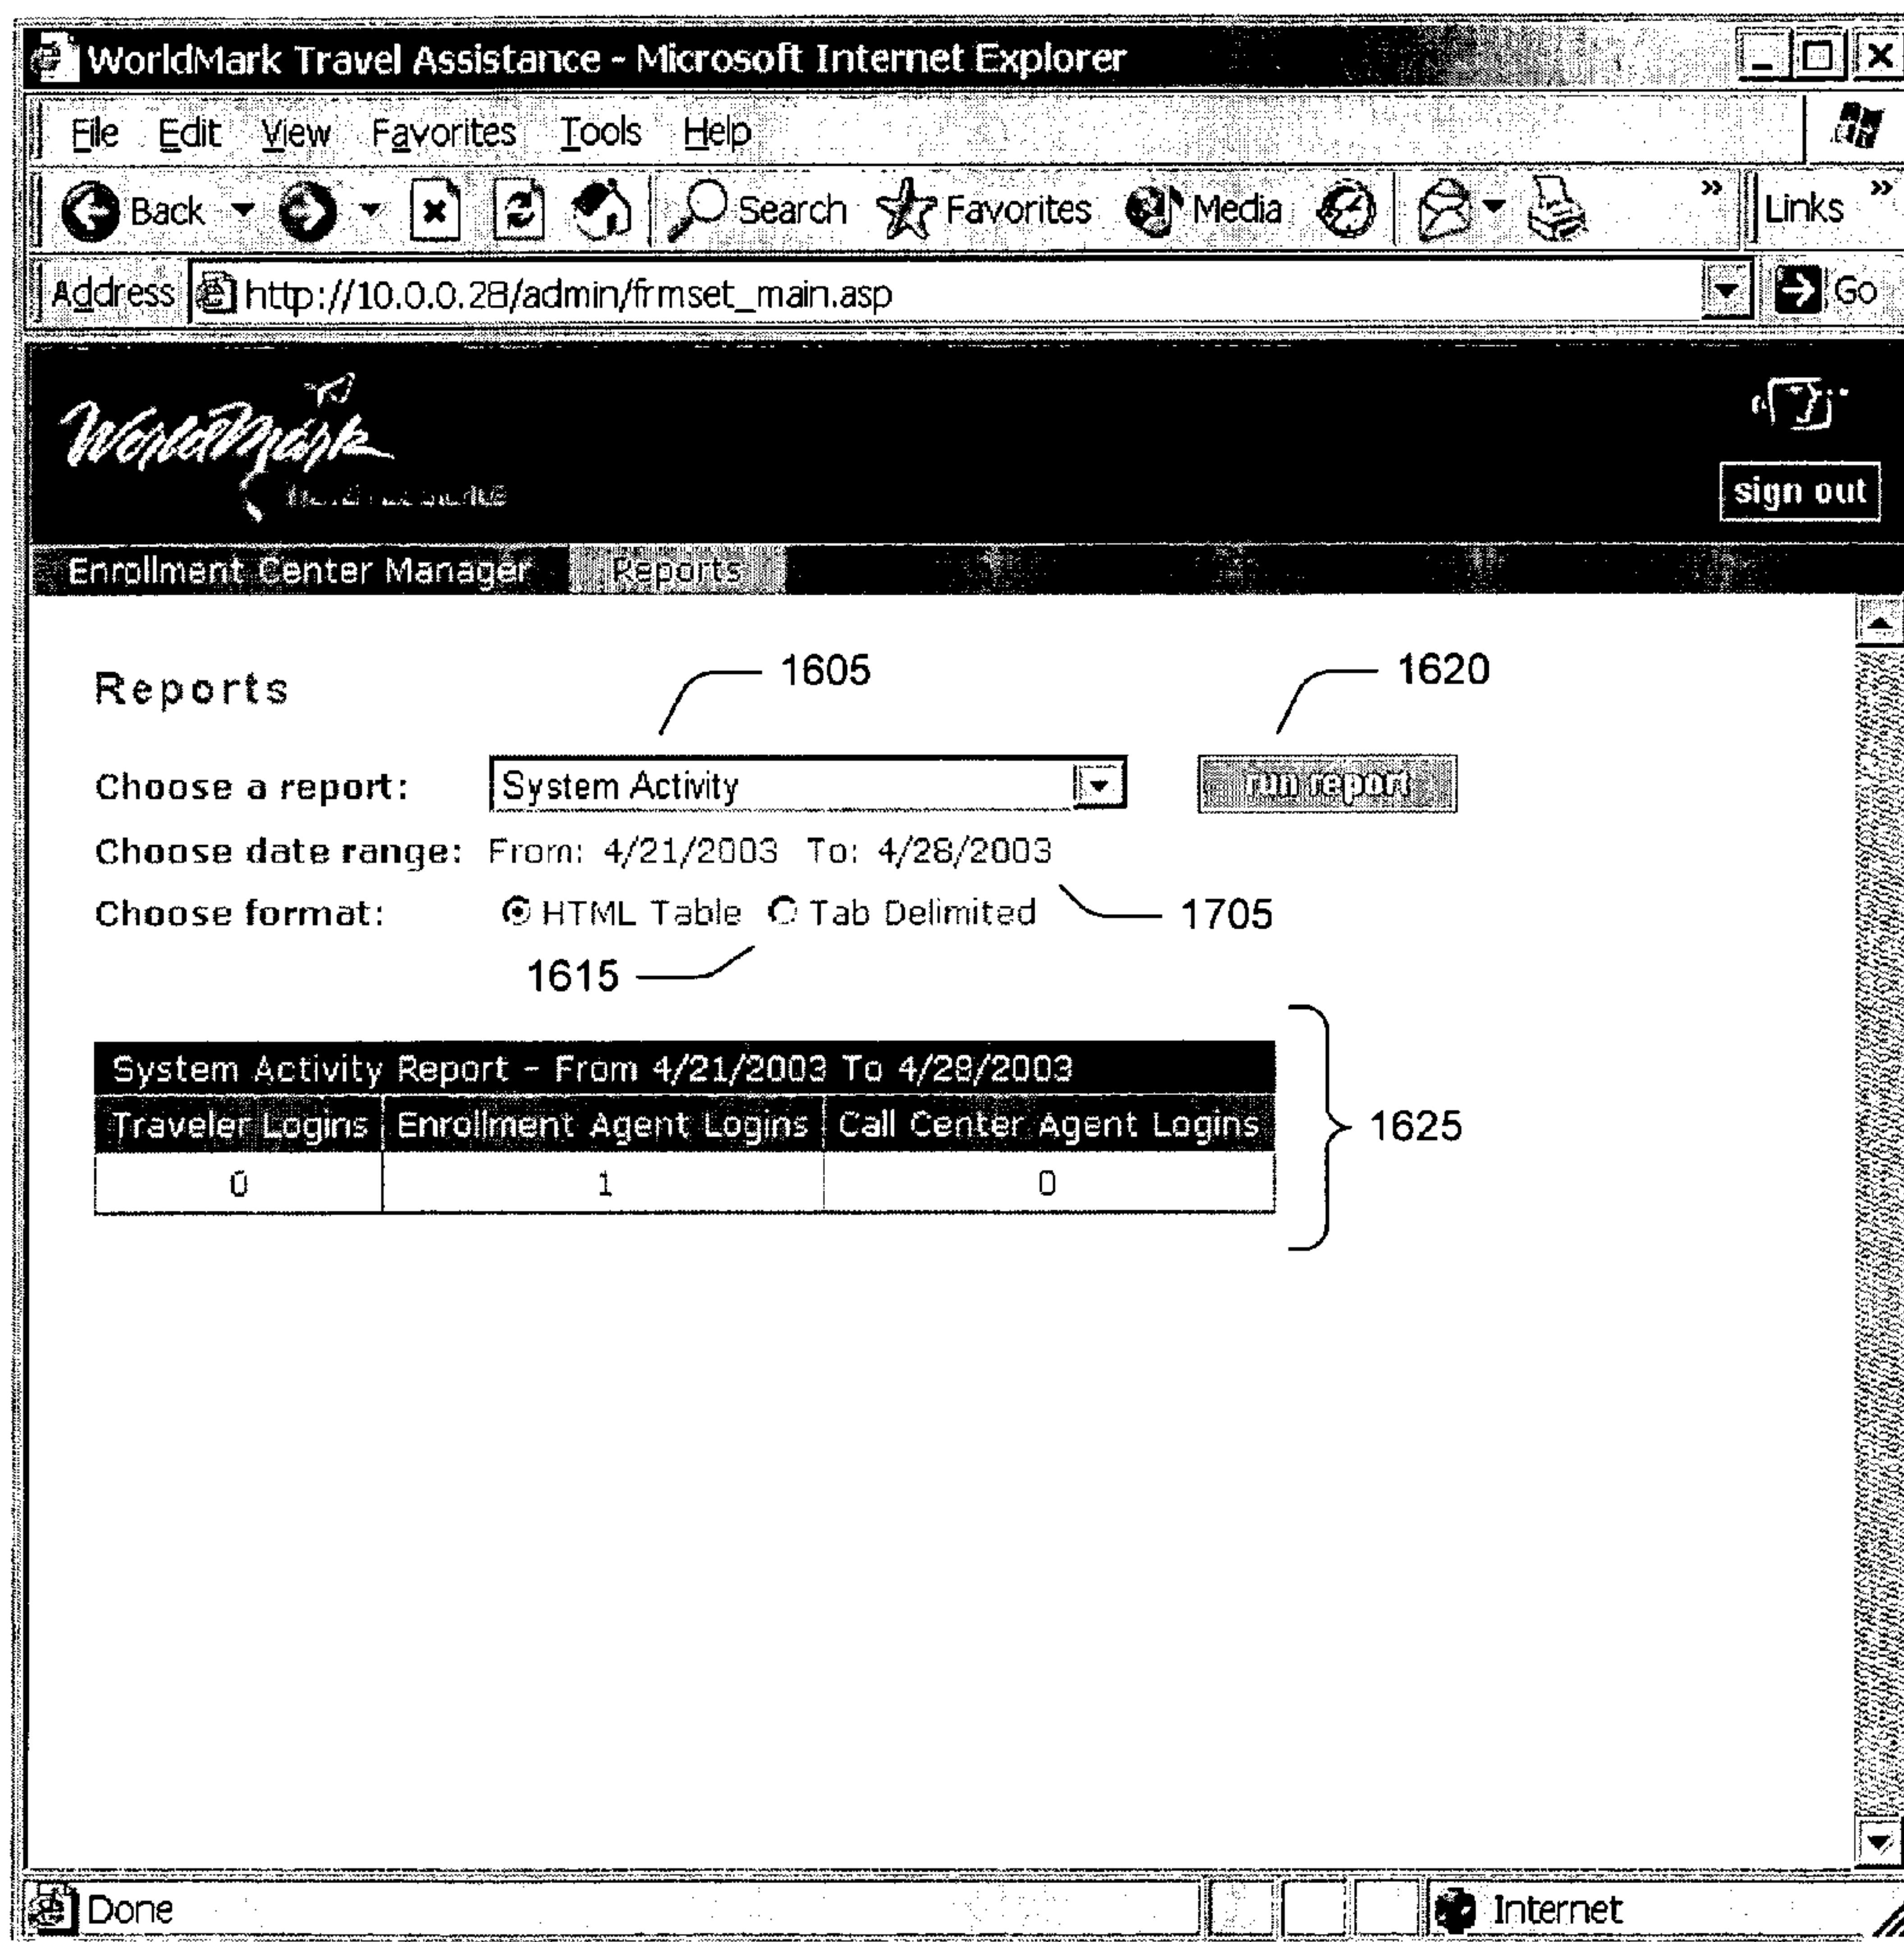 WorldMark Travel Assistance - Microsoft Internet Explorer
File Edit View Favorites Tools Help
Back Search Favorites Media » Links »
Address http://10.0.0.28/admin/frmset_main.asp Go
WorldMark
sign out
Enrollment Center Manager Reports
Reports
1605
1620
Choose a report: System Activity run report
Choose date range: From: 4/21/2003 To: 4/28/2003
Choose format: HTML Table Tab Delimited
1705
1615
System Activity Report - From 4/21/2003 To 4/28/2003
Traveler Logins Enrollment Agent Logins Call Center Agent Logins
0 1 0
1625
Done Internet